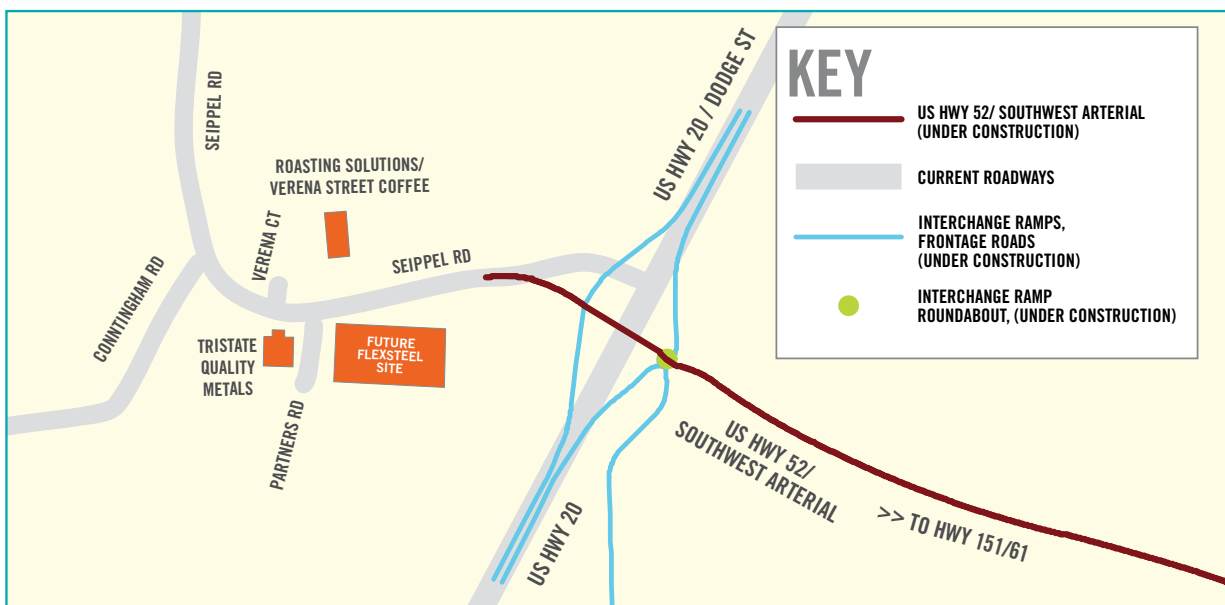 KEY
US HWY 52/ SOUTHWEST ARTERIAL
(UNDER CONSTRUCTION)
CURRENT ROADWAYS
INTERCHANGE RAMPS,
FRONTAGE ROADS
(UNDER CONSTRUCTION)
INTERCHANGE RAMP
ROUNDABOUT, (UNDER CONSTRUCTION)
SEIPPEL RD
US HWY 20 / DODGE ST
ROASTING SOLUTIONS/
VERENA STREET COFFEE
VERENA CT
SEIPPEL RD
CONNTINGHAM RD
TRISTATE
QUALITY
METALS
FUTURE
FLEXSTEEL
SITE
PARTNERS RD
US HWY 20
US HWY 52/
SOUTHWEST ARTERIAL
>> TO HWY 151/61